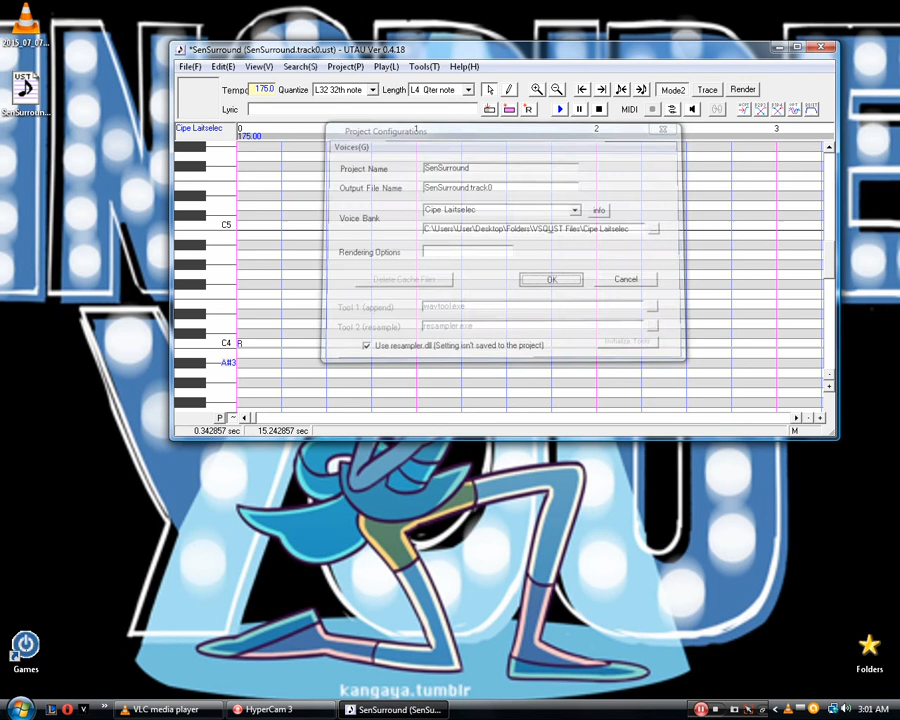 2015_07_07...
UST
SenSurroun...
*SenSurround (SenSurround.track0.ust) - UTAU Ver 0.4.18
File(F) Edit(E) View(V) Search(S) Project(P) Play(L) Tools(T) Help(H)
Tempo 175.0 Quantize L32 32th note Length L4 Qter note Mode2 Trace Render
Lyric
MIDI
Cipe Laitselec 0 1 2 3
175.00
Project Configurations
Voices(G)
Project Name SenSurround
Output File Name SenSurround.track0
Voice Bank Cipe Laitselec info
C:\Users\User\Desktop\Folders\VSQUST Files\Cipe Laitselec ...
Rendering Options
Delete Cache Files OK Cancel
Tool 1 (append) wavtool.exe
Tool 2 (resample) resampler.exe
Use resampler.dll (Setting isn't saved to the project) Initialize Tools
C5
C4 R
A#3
P ~
0.342857 sec 15.242857 sec M
kangaya.tumblr
Games
Folders
VLC media player HyperCam 3 SenSurround (SenSu... 3:01 AM